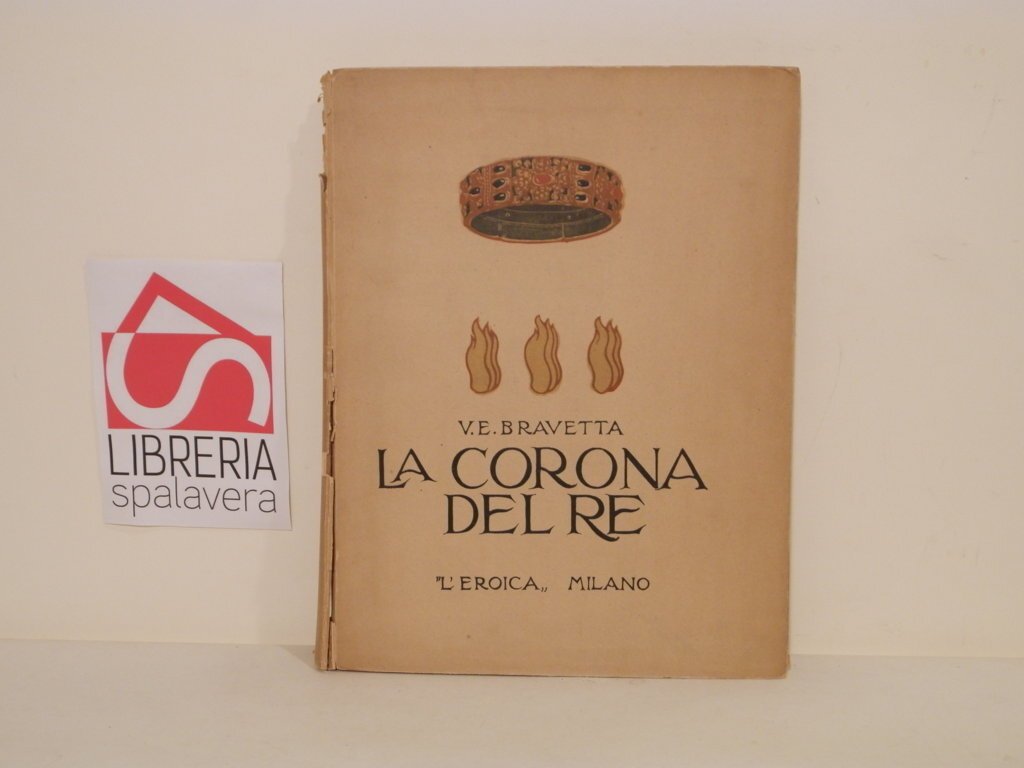 LIBRERIA
spalavera
V.E. BRAVETTA
LA CORONA
DEL RE
"L'EROICA„ MILANO